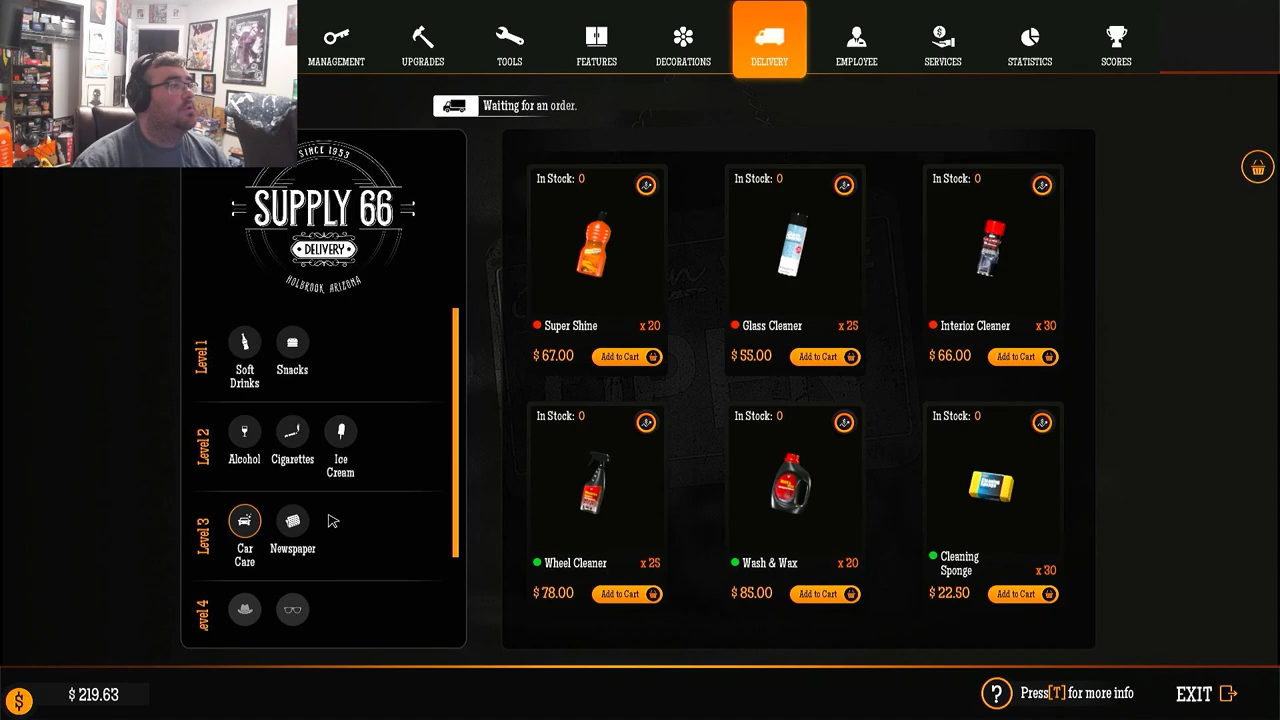 MANAGEMENT
UPGRADES
TOOLS
FEATURES
DECORATIONS
DELIVERY
EMPLOYEE
SERVICES
STATISTICS
SCORES
Waiting for an order.
SINCE 1953
SUPPLY 66
DELIVERY
HOLBROOK, ARIZONA
Level 1
Soft Drinks
Snacks
Level 2
Alcohol
Cigarettes
Ice Cream
Level 3
Car Care
Newspaper
Level 4
In Stock: 0
Super Shine x 20
$ 67.00 Add to Cart
In Stock: 0
Glass Cleaner x 25
$ 55.00 Add to Cart
In Stock: 0
Interior Cleaner x 30
$ 66.00 Add to Cart
In Stock: 0
Wheel Cleaner x 25
$ 78.00 Add to Cart
In Stock: 0
Wash & Wax x 20
$ 85.00 Add to Cart
In Stock: 0
Cleaning
Sponge x 30
$ 22.50 Add to Cart
$ $ 219.63
? Press[T] for more info
EXIT